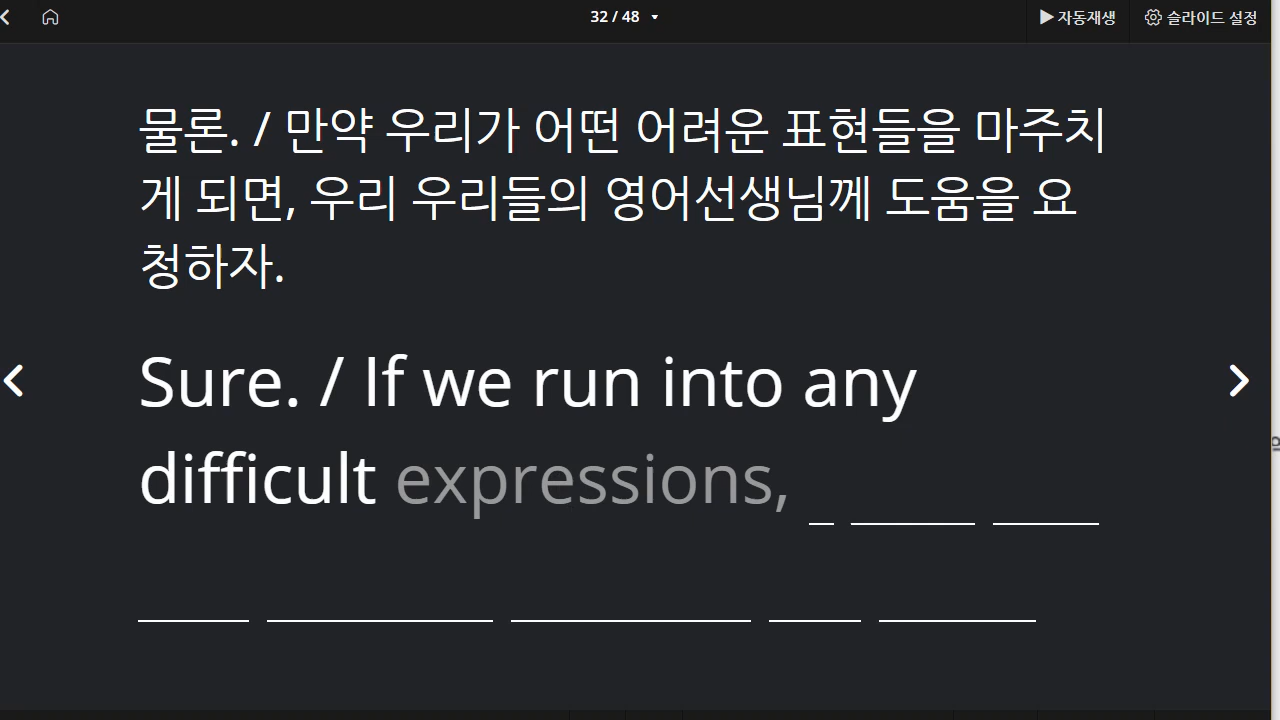 32 / 48
자동재생
슬라이드 설정
물론. / 만약 우리가 어떤 어려운 표현들을 마주치
게 되면, 우리 우리들의 영어선생님께 도움을 요
청하자.
Sure. / If we run into any
difficult expressions,